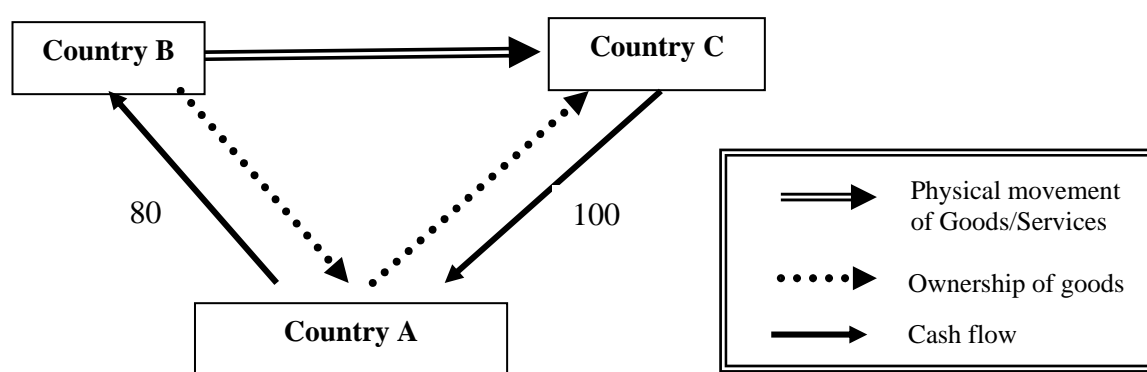 Country B
Country C
80
100
Country A
Physical movement
of Goods/Services
Ownership of goods
Cash flow